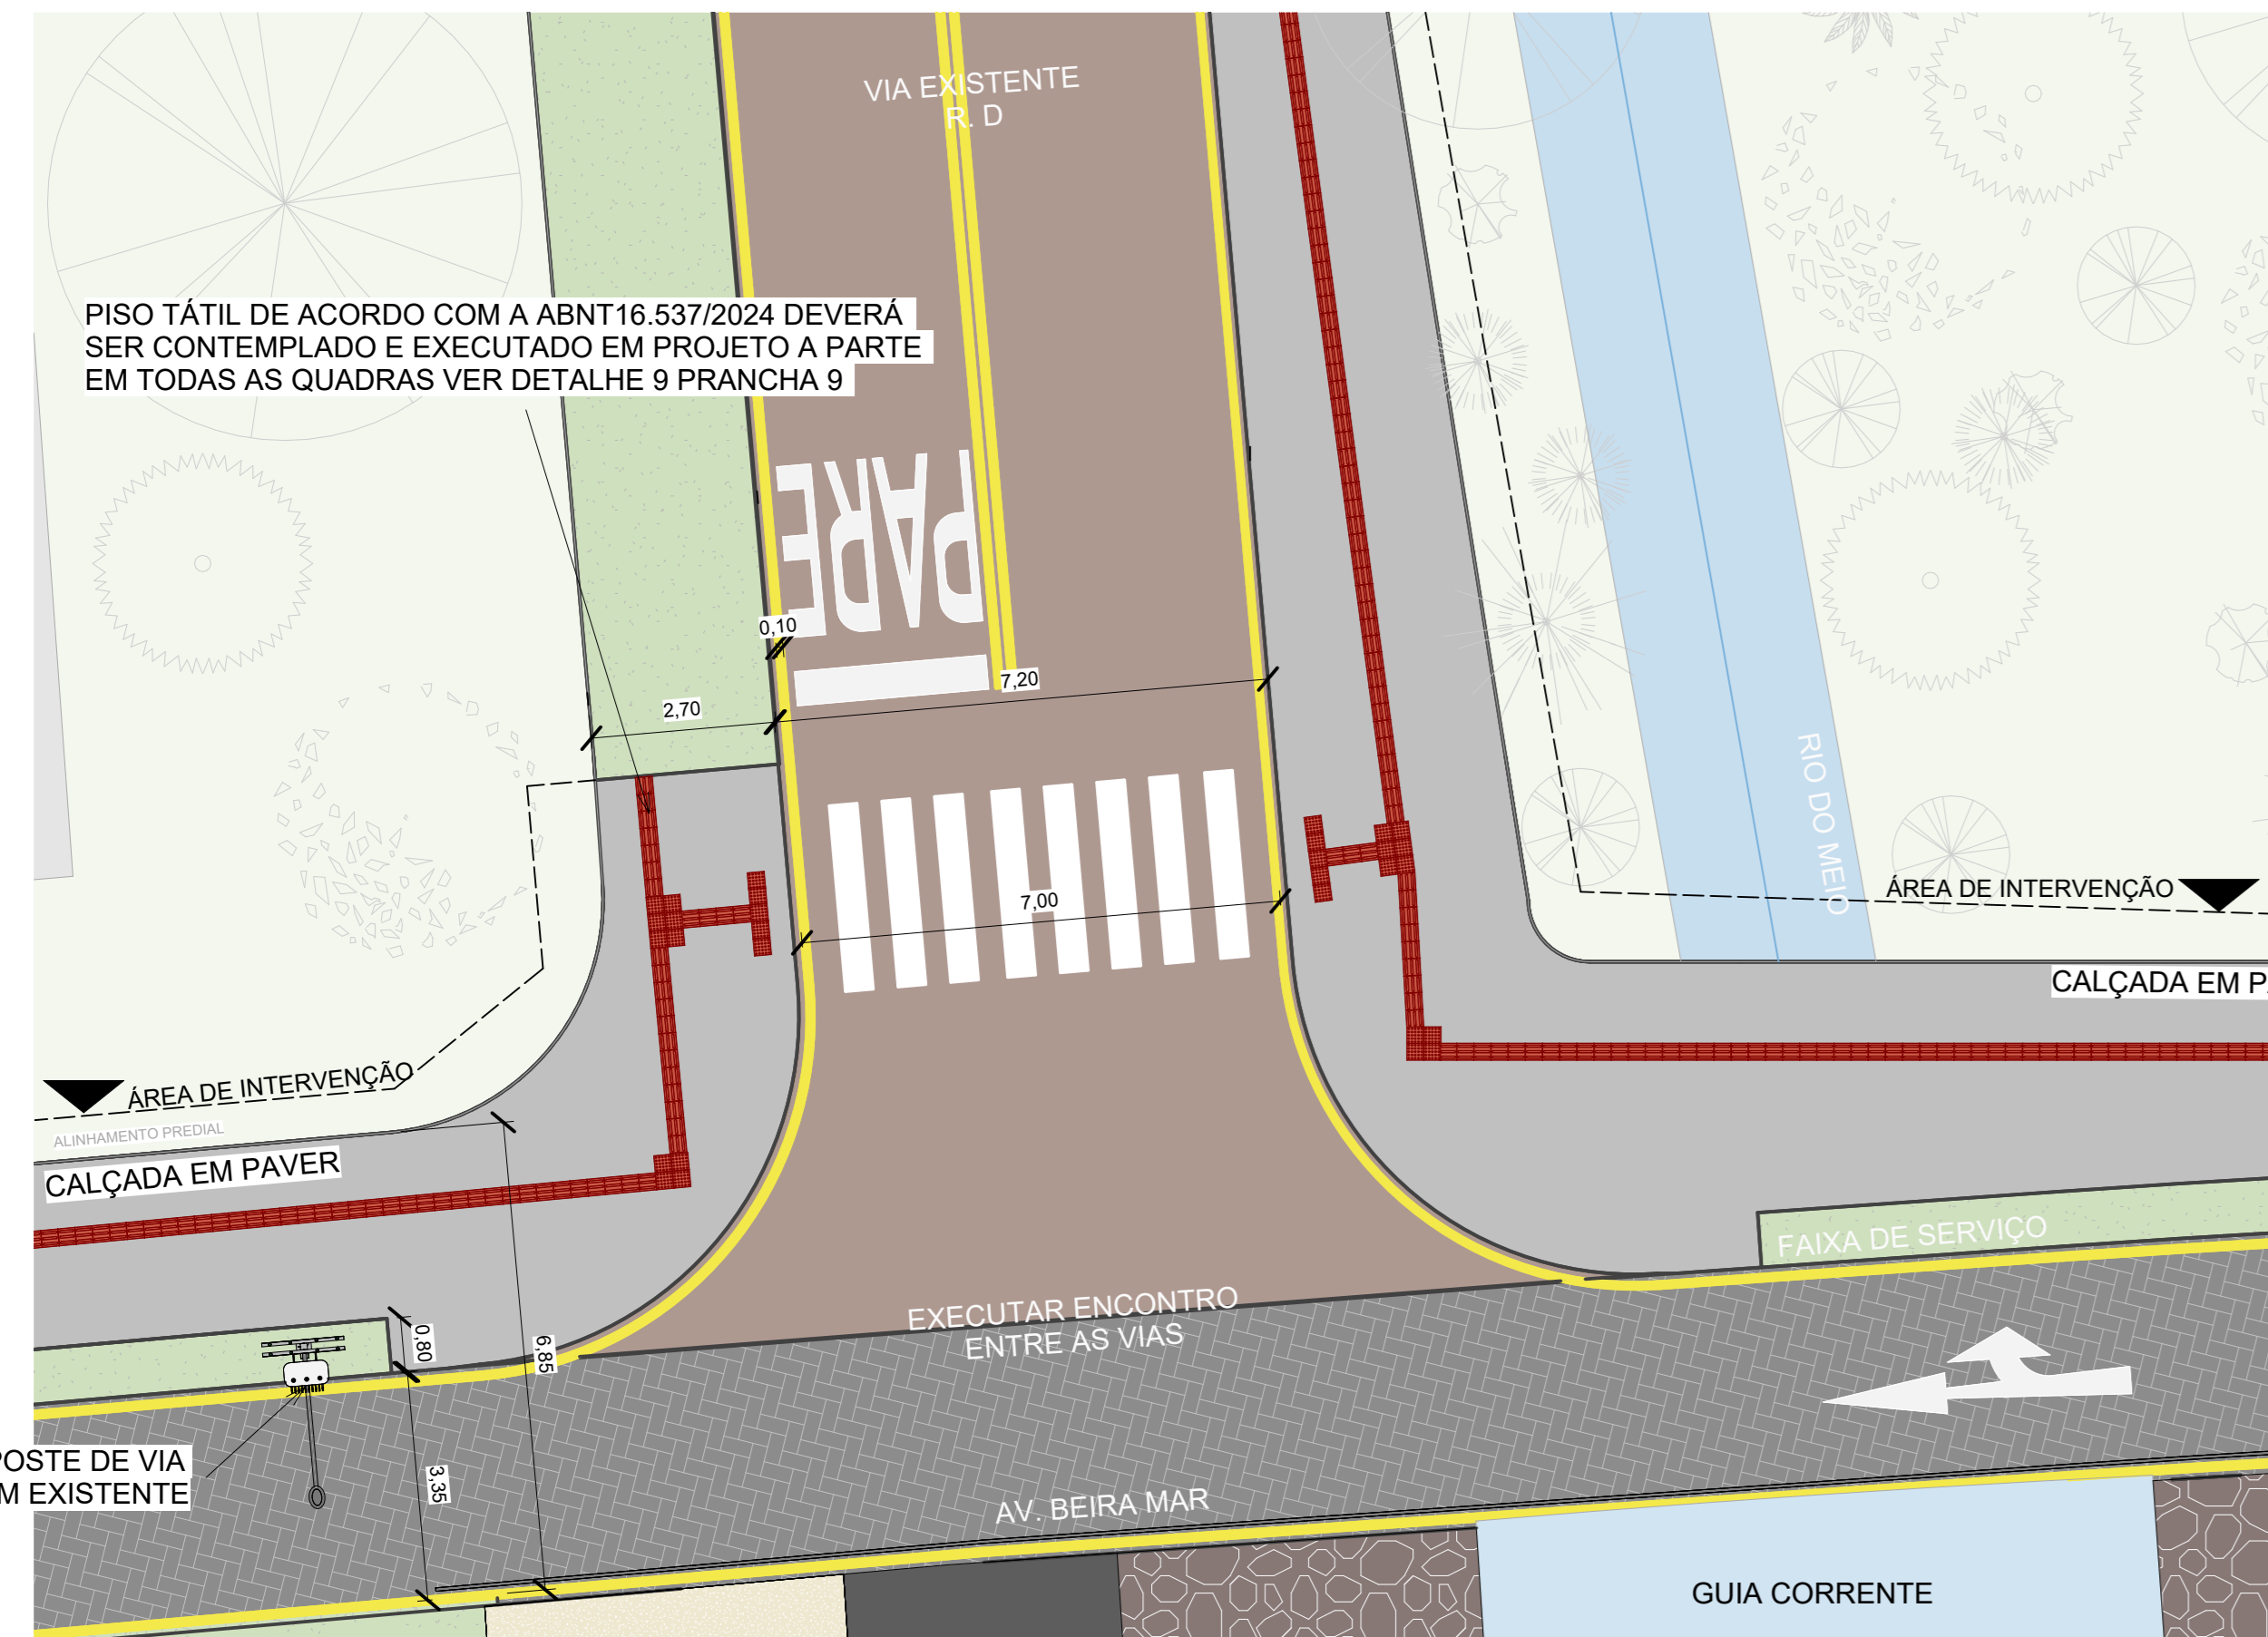 VIA EXISTENTE
R. D
PISO TÁTIL DE ACORDO COM A ABNT16.537/2024 DEVERÁ
SER CONTEMPLADO E EXECUTADO EM PROJETO A PARTE
EM TODAS AS QUADRAS VER DETALHE 9 PRANCHA 9
PARE
0,10
7,20
2,70
RIO DO MEIO
7,00
ÁREA DE INTERVENÇÃO
CALÇADA EM
ÁREA DE INTERVENÇÃO
ALINHAMENTO PREDIAL
CALÇADA EM PAVER
FAIXA DE SERVIÇO
EXECUTAR ENCONTRO
ENTRE AS VIAS
0,80
6,85
POSTE DE VIA
EXISTENTE
3,35
AV. BEIRA MAR
GUIA CORRENTE